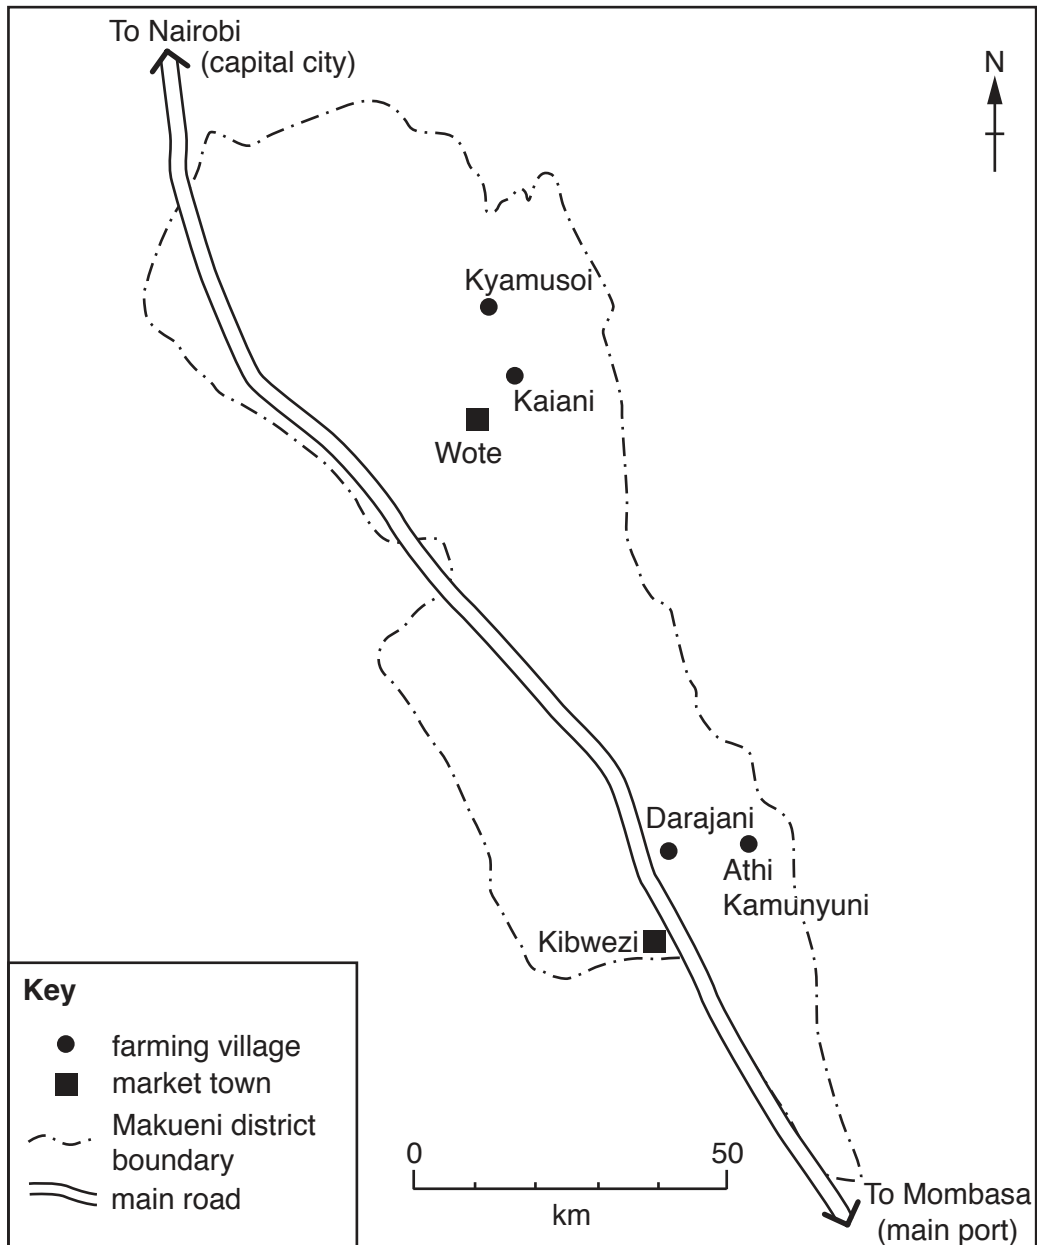 To Nairobi
(capital city)
N
Kyamusoi
Kaiani
Wote
Darajani
Athi
Kamunyuni
Kibwezi
Key
farming village
market town
Makueni district
boundary
main road
0 50
km
To Mombasa
(main port)